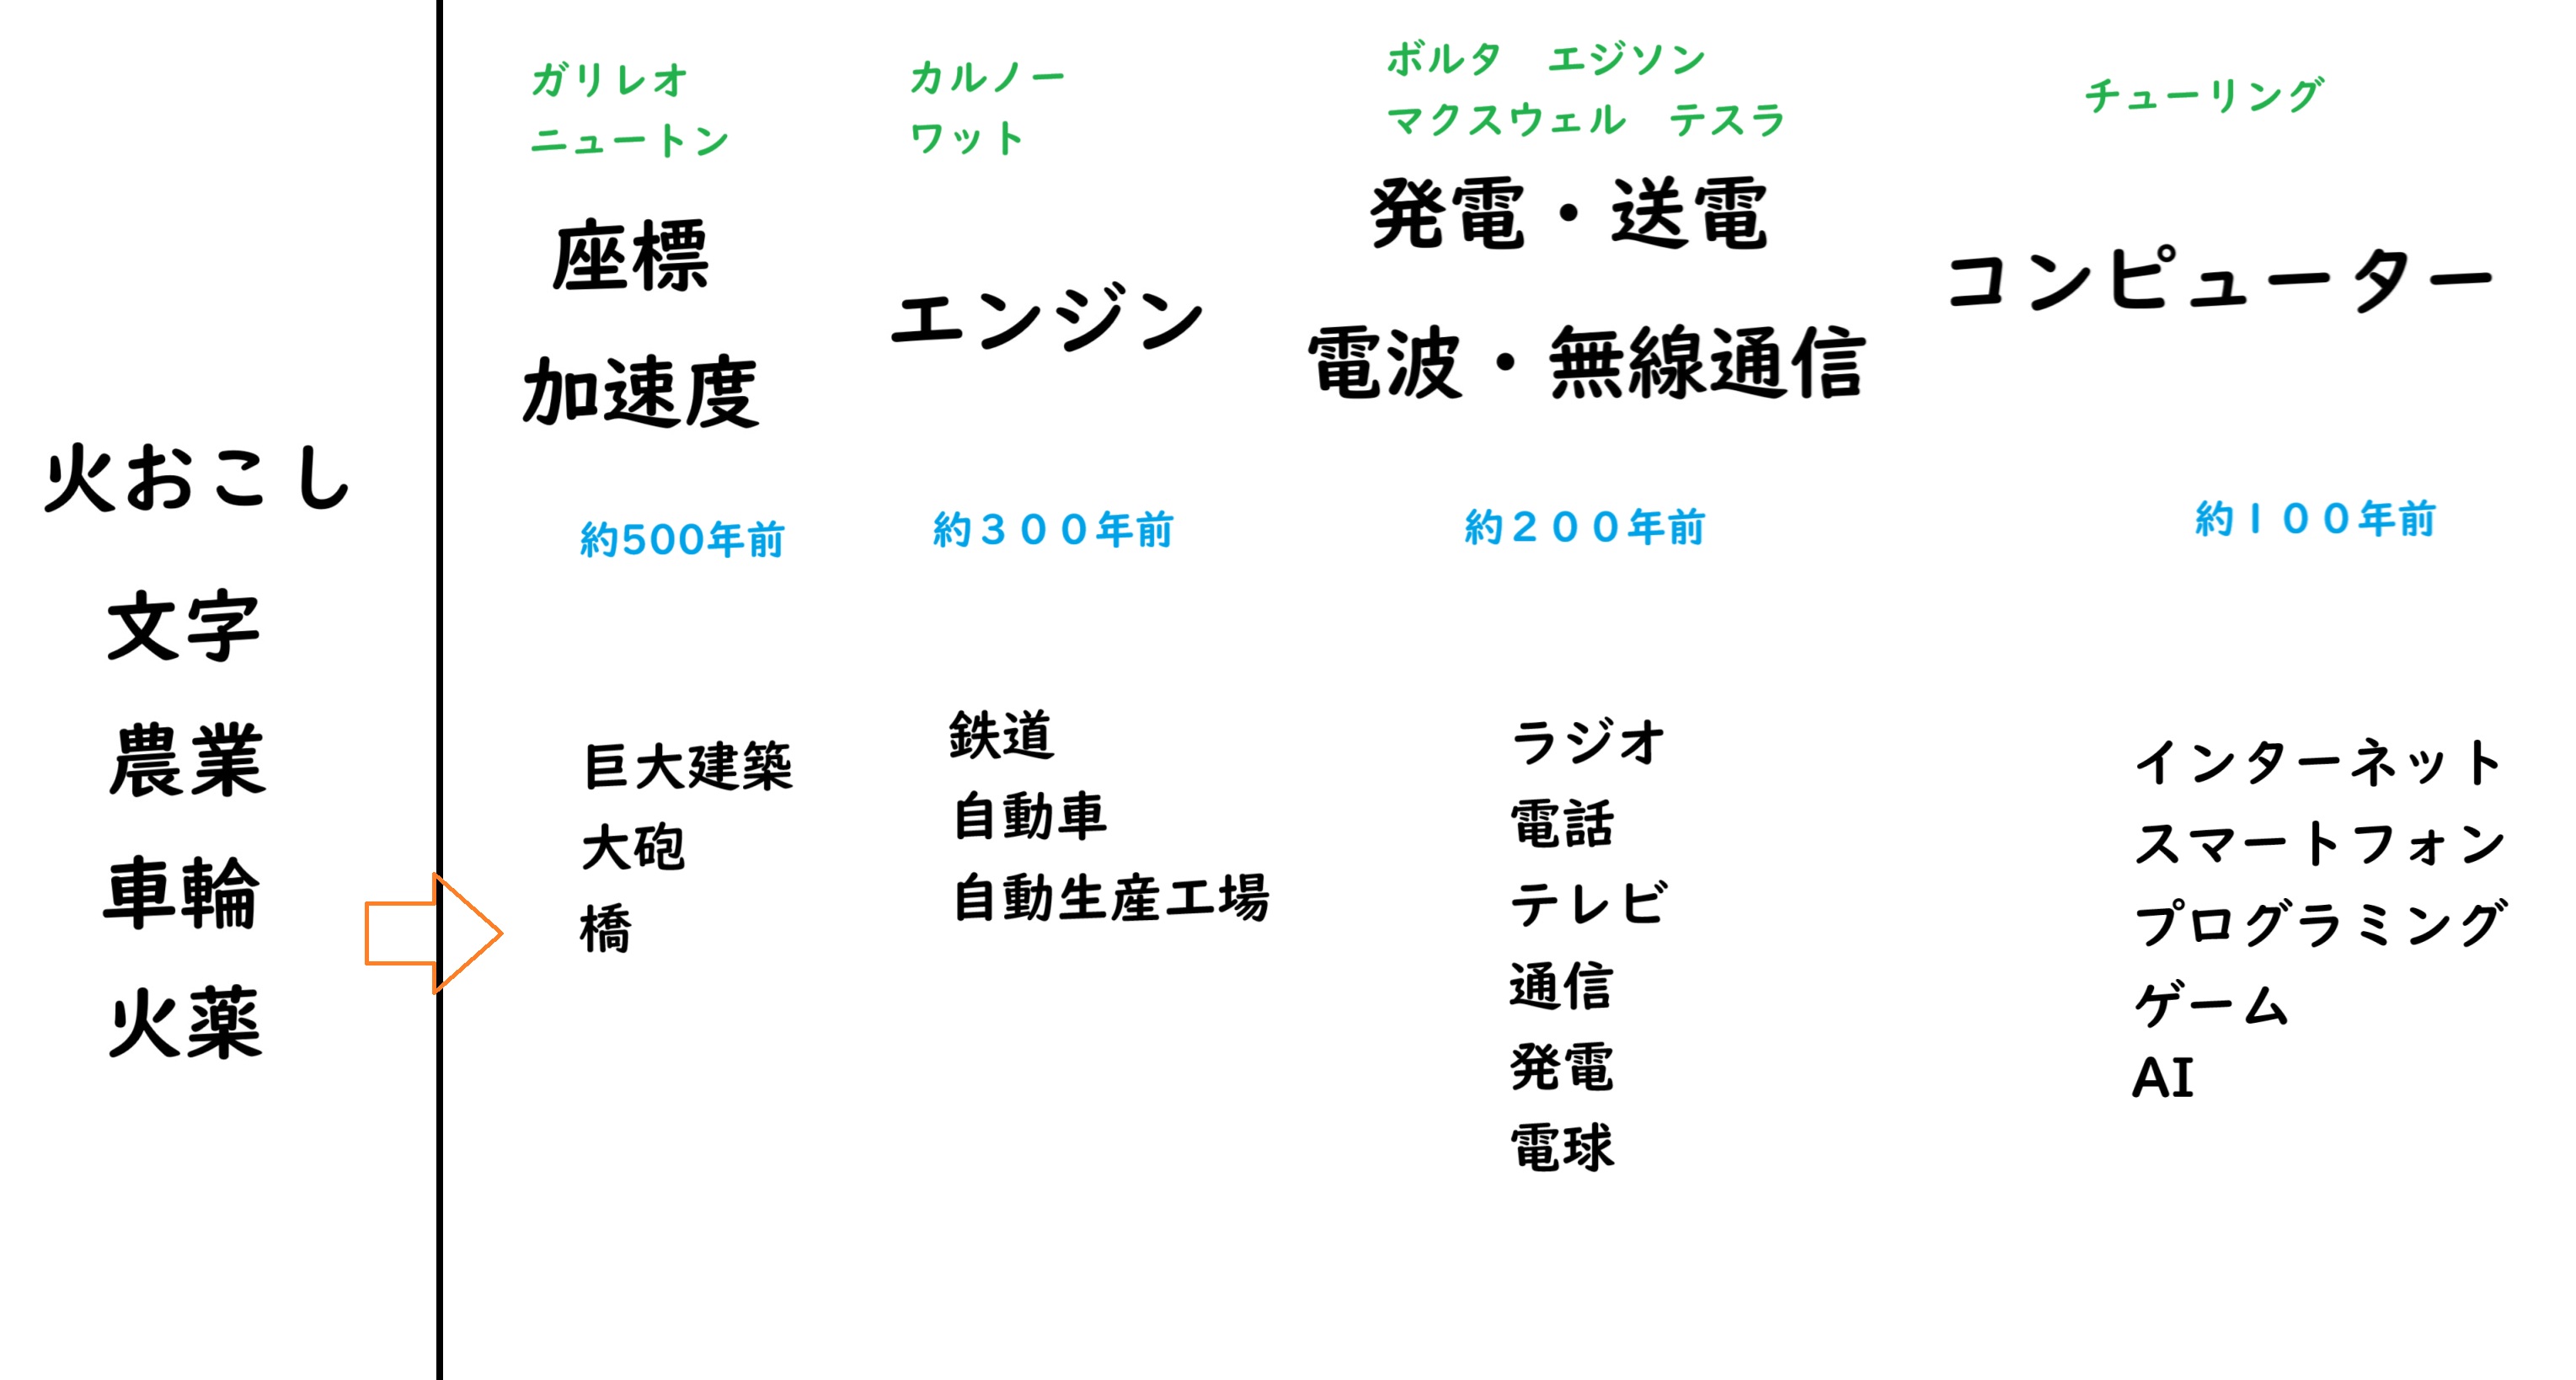 火おこし
文字
農業
車輪
火薬
ガリレオ
ニュートン
座標
加速度
約500年前
巨大建築
大砲
橋
カルノー
ワット
エンジン
約３００年前
鉄道
自動車
自動生産工場
ボルタ　エジソン
マクスウェル　テスラ
発電・送電
電波・無線通信
約２００年前
ラジオ
電話
テレビ
通信
発電
電球
チューリング
コンピューター
約１００年前
インターネット
スマートフォン
プログラミング
ゲーム
AI